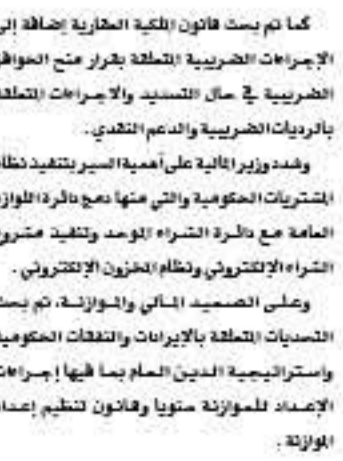 كما تم بحث قانون الملكية العقارية إضافة إلى
الإجراءات الضريبية المتعلقة بقرار منح الحوافز
الضريبية في حال التسديد والاجراءات المتعلقة
بالرديات الضريبية والدعم النقدي.
وشدد وزير المالية على أهمية السير بتنفيذ نظام
المشتريات الحكومية والتي منها دمج دائرة اللوازم
العامة مع دائرة الشراء الموحد وتنفيذ مشروع
الشراء الإلكتروني ونظام المخزون الإلكتروني .
وعلى الصعيد المالي والموازنة، تم بحث
التحديات المتعلقة بالإيرادات والنفقات الحكومية
واستراتيجية الدين العام بما فيها إجراءات
الإعداد للموازنة سنويا وقانون تنظيم إعداد
الموازنة .